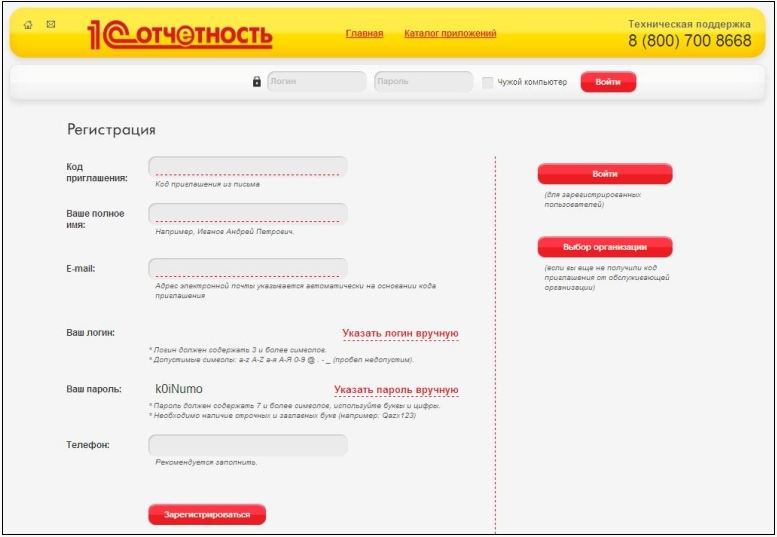 1С ОТЧЕТНОСТЬ
Главная
Каталог приложений
Техническая поддержка
8 (800) 700 8668
Логин
Пароль
Чужой компьютер
Войти
Регистрация
Код
приглашения:
Код приглашения из письма
Ваше полное
имя:
Например, Иванов Андрей Петрович.
E-mail:
Адрес электронной почты указывается автоматически на основании кода
приглашения
Ваш логин:
Указать логин вручную
* Логин должен содержать 3 и более символов.
* Допустимые символы: a-z A-Z а-я А-Я 0-9 @ . - _ (пробел недопустим).
Ваш пароль:
k0iNumo
Указать пароль вручную
* Пароль должен содержать 7 и более символов, используйте буквы и цифры.
* Необходимо наличие строчных и заглавных букв (например: Qazx123)
Телефон:
Рекомендуется заполнить.
Зарегистрироваться
Войти
(для зарегистрированных
пользователей)
Выбор организации
(если вы еще не получили код
приглашения от обслуживающей
организации)